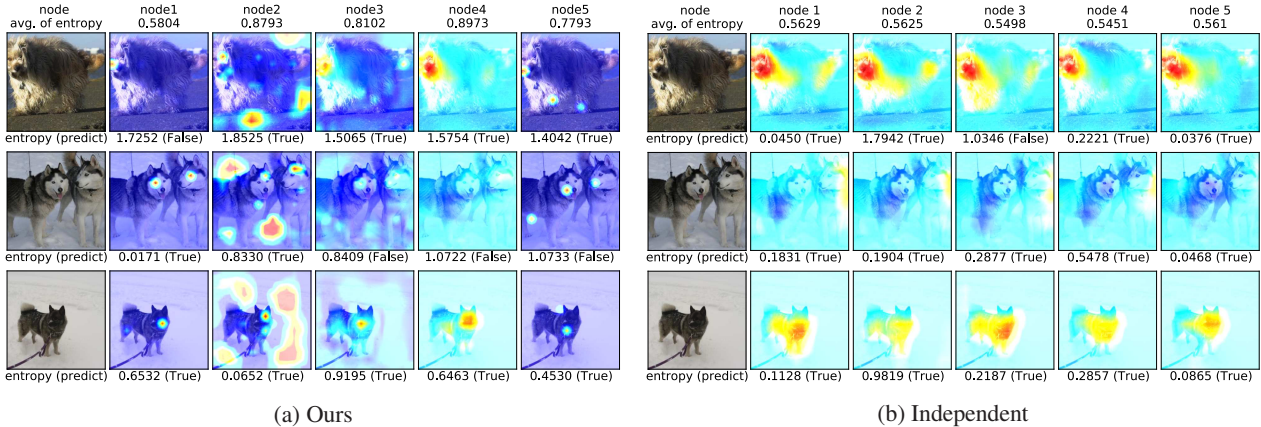 node node1 node2 node3 node4 node5
avg. of entropy 0.5804 0.8793 0.8102 0.8973 0.7793
entropy (predict) 1.7252 (False) 1.8525 (True) 1.5065 (True) 1.5754 (True) 1.4042 (True)
entropy (predict) 0.0171 (True) 0.8330 (True) 0.8409 (False) 1.0722 (False) 1.0733 (False)
entropy (predict) 0.6532 (True) 0.0652 (True) 0.9195 (True) 0.6463 (True) 0.4530 (True)
(a) Ours
node node 1 node 2 node 3 node 4 node 5
avg. of entropy 0.5629 0.5625 0.5498 0.5451 0.561
entropy (predict) 0.0450 (True) 1.7942 (True) 1.0346 (False) 0.2221 (True) 0.0376 (True)
entropy (predict) 0.1831 (True) 0.1904 (True) 0.2877 (True) 0.5478 (True) 0.0468 (True)
entropy (predict) 0.1128 (True) 0.9819 (True) 0.2187 (True) 0.2857 (True) 0.0865 (True)
(b) Independent